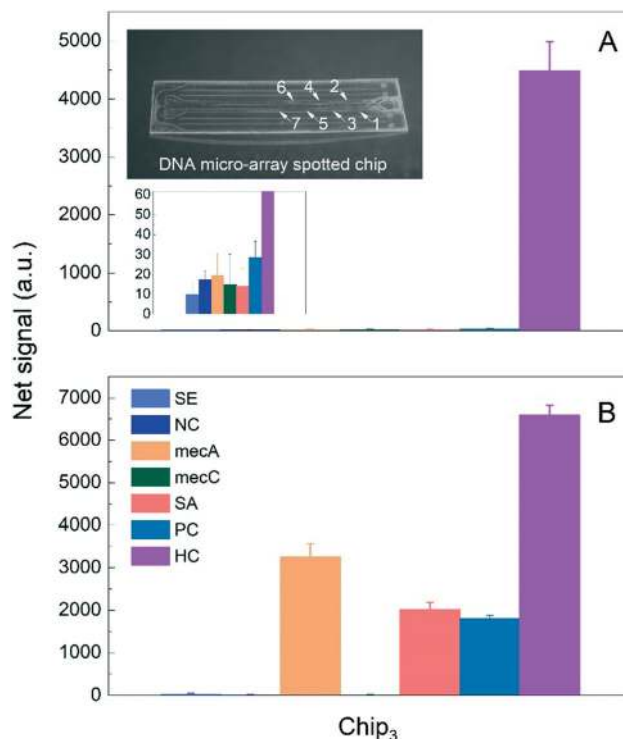 A
5000
4000
3000
2000
1000
0
6 4 2
7 5 3 1
DNA micro-array spotted chip
60
50
40
30
20
10
0
Net signal (a.u.)
B
7000
6000
5000
4000
3000
2000
1000
0
SE
NC
mecA
mecC
SA
PC
HC
Chip₃